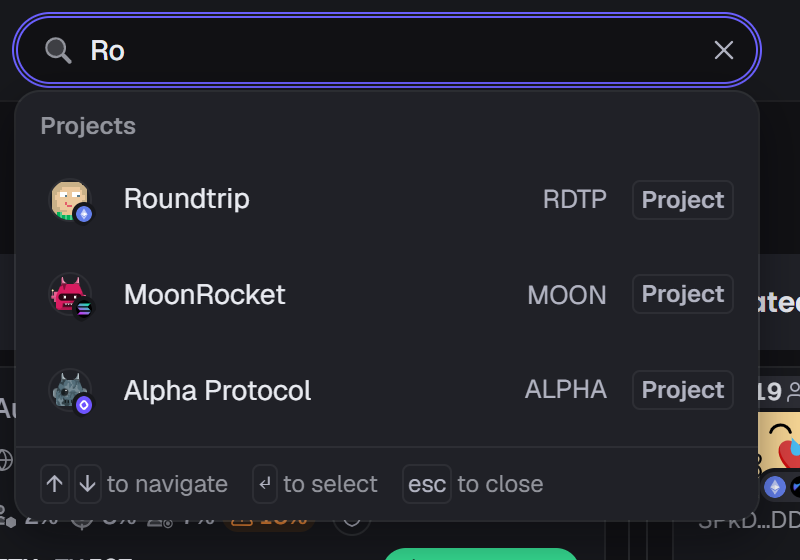 Ro
Projects
Roundtrip RDTP Project
MoonRocket MOON Project
Alpha Protocol ALPHA Project
19
↑ ↓ to navigate ↵ to select esc to close